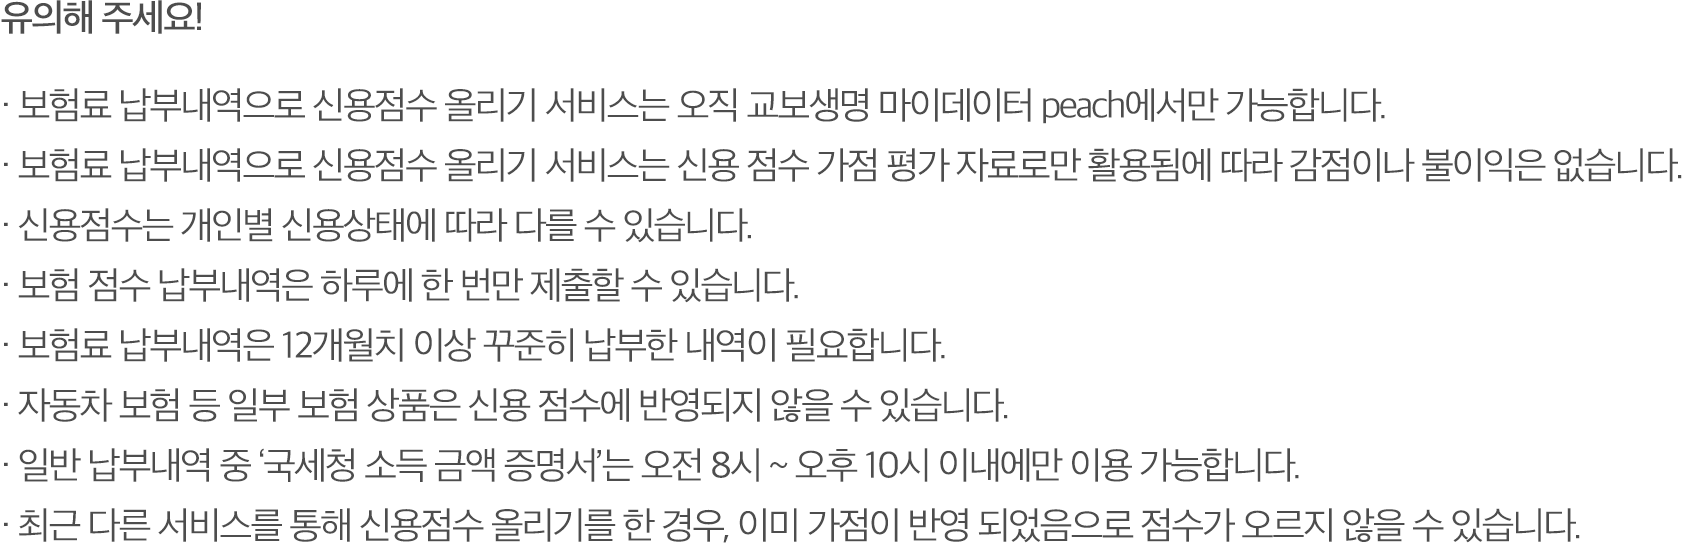 유의해 주세요!
· 보험료 납부내역으로 신용점수 올리기 서비스는 오직 교보생명 마이데이터 peach에서만 가능합니다.
· 보험료 납부내역으로 신용점수 올리기 서비스는 신용 점수 가점 평가 자료로만 활용됨에 따라 감점이나 불이익은 없습니다.
· 신용점수는 개인별 신용상태에 따라 다를 수 있습니다.
· 보험 점수 납부내역은 하루에 한 번만 제출할 수 있습니다.
· 보험료 납부내역은 12개월치 이상 꾸준히 납부한 내역이 필요합니다.
· 자동차 보험 등 일부 보험 상품은 신용 점수에 반영되지 않을 수 있습니다.
· 일반 납부내역 중 ‘국세청 소득 금액 증명서’는 오전 8시 ~ 오후 10시 이내에만 이용 가능합니다.
· 최근 다른 서비스를 통해 신용점수 올리기를 한 경우, 이미 가점이 반영 되었음으로 점수가 오르지 않을 수 있습니다.